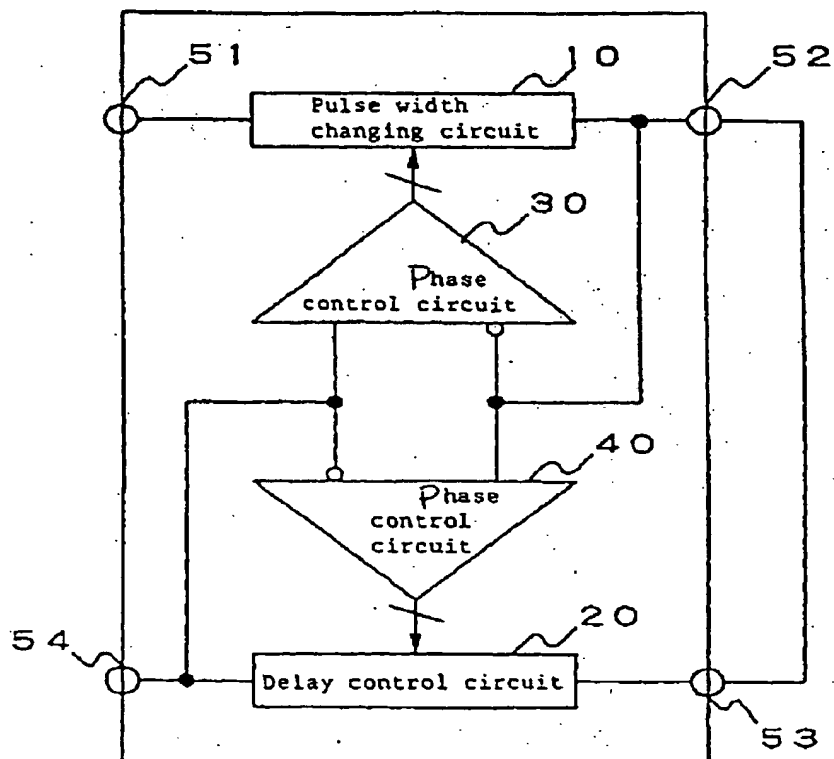 51
10
52
Pulse width
changing circuit
30
Phase
control circuit
40
Phase
control
circuit
54
20
Delay control circuit
53